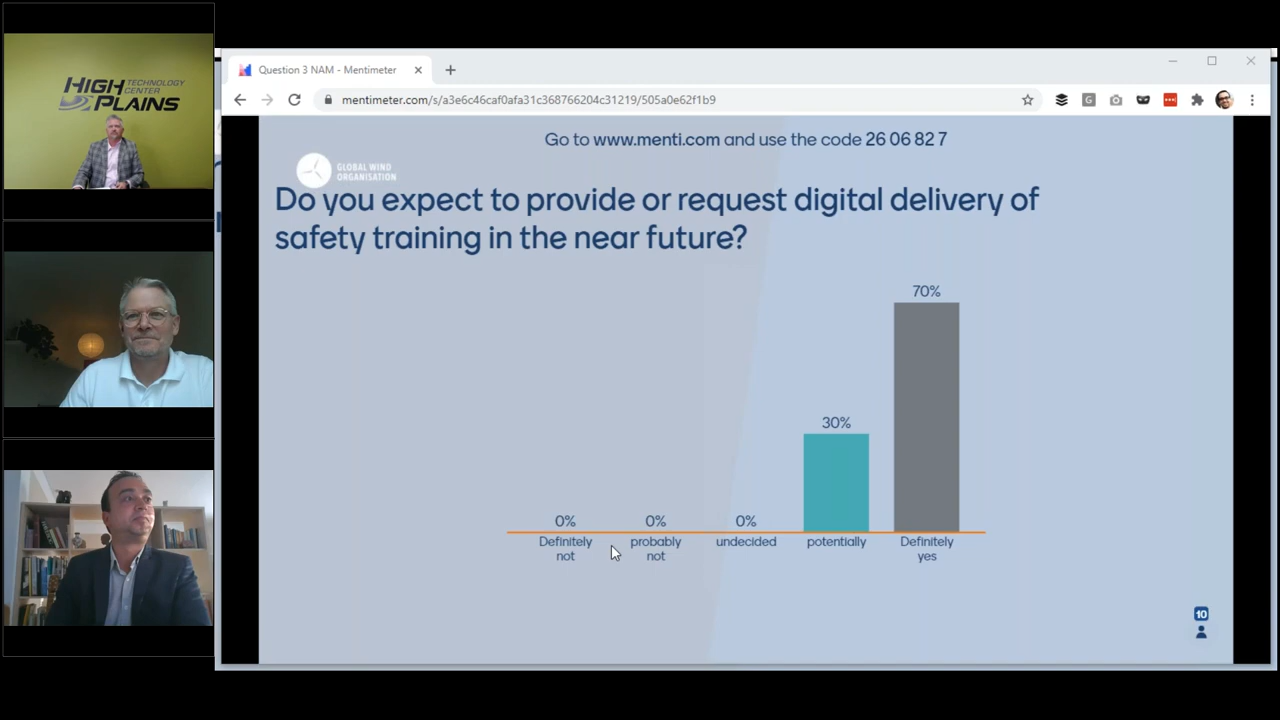 HIGH TECHNOLOGY
CENTER
PLAINS
Question 3 NAM - Mentimeter
mentimeter.com/s/a3e6c46caf0afa31c368766204c31219/505a0e62f1b9
Go to www.menti.com and use the code 26 06 82 7
GLOBAL WIND
ORGANISATION
Do you expect to provide or request digital delivery of
safety training in the near future?
70%
30%
0% 0% 0%
Definitely not
probably not
undecided
potentially
Definitely yes
10